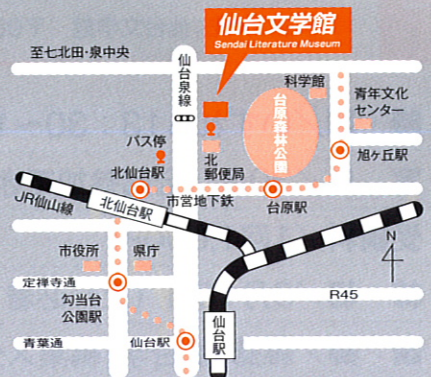 仙台文学館
Sendai Literature Museum
至七北田・泉中央
仙台泉線
科学館
青年文化
センター
台原森林公園
バス停
北
郵便局
旭ヶ丘駅
北仙台駅
市営地下鉄
台原駅
JR仙山線
北仙台駅
市役所
県庁
N
定禅寺通
R45
勾当台
公園駅
仙台駅
青葉通
仙台駅